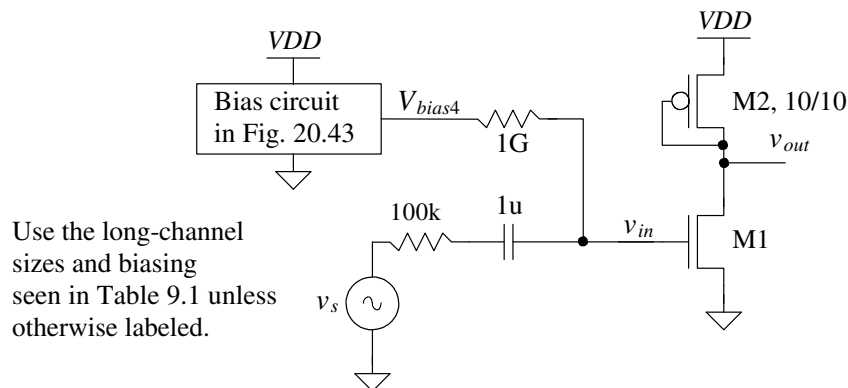 VDD
VDD
Bias circuit
in Fig. 20.43
Vbias4
1G
M2, 10/10
vout
100k
1u
vin
M1
Use the long-channel
sizes and biasing
seen in Table 9.1 unless
otherwise labeled.
vs